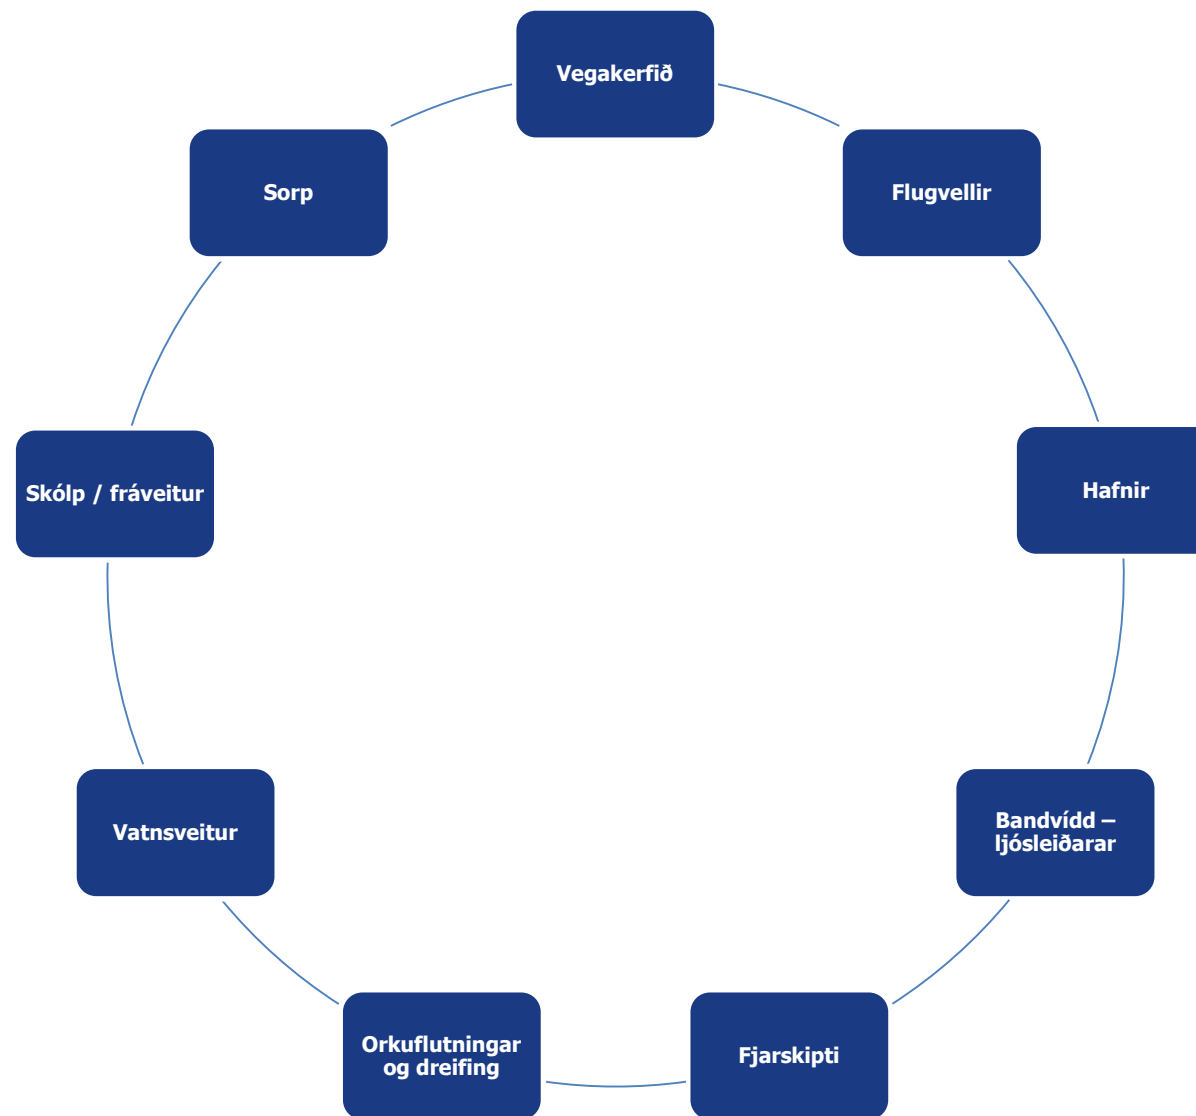 Vegakerfið
Flugvellir
Hafnir
Bandvídd –
ljósleiðarar
Fjarskipti
Orkuflutningar
og dreifing
Vatnsveitur
Skólp / fráveitur
Sorp